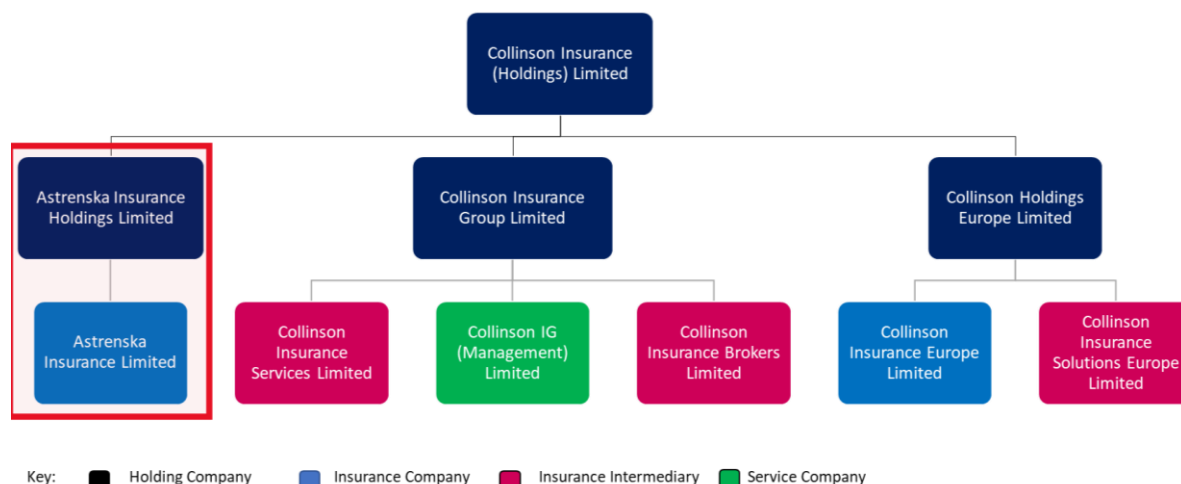 Collinson Insurance
(Holdings) Limited
Astrenska Insurance
Holdings Limited
Collinson Insurance
Group Limited
Collinson Holdings
Europe Limited
Astrenska
Insurance Limited
Collinson
Insurance
Services Limited
Collinson IG
(Management)
Limited
Collinson
Insurance Brokers
Limited
Collinson
Insurance Europe
Limited
Collinson
Insurance
Solutions Europe
Limited
Key: Holding Company Insurance Company Insurance Intermediary Service Company